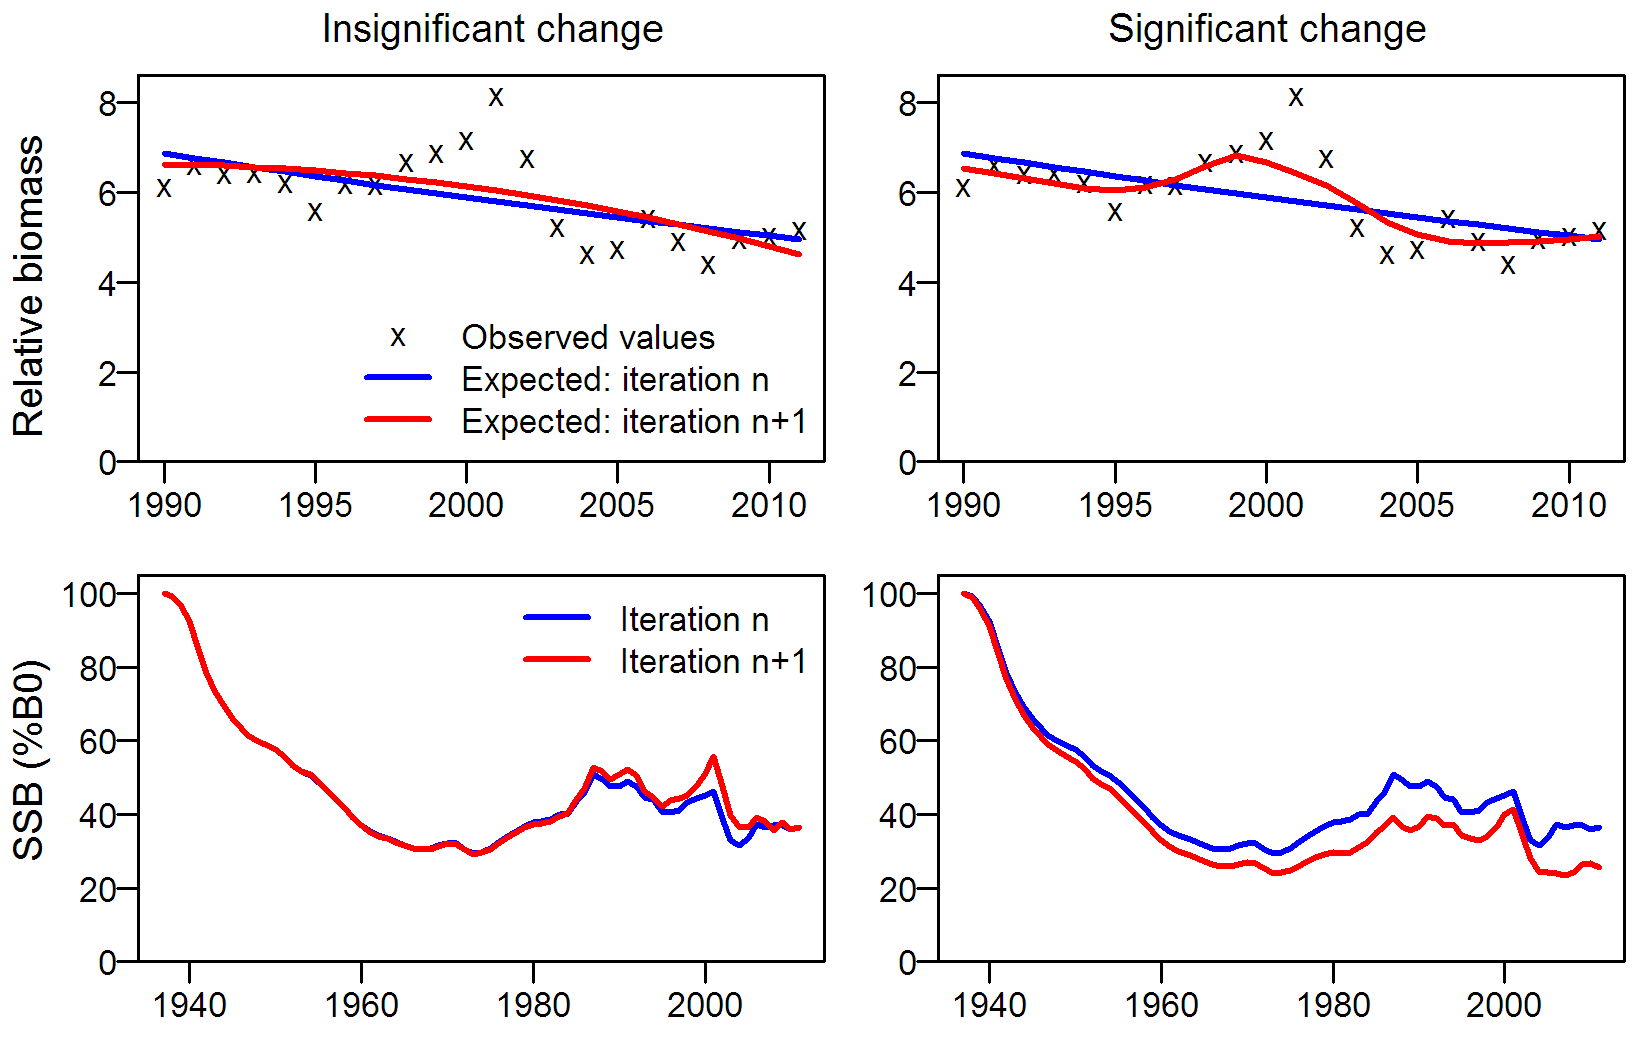 Insignificant change
Significant change
Relative biomass
8
6
4
2
0
1990 1995 2000 2005 2010
x Observed values
Expected: iteration n
Expected: iteration n+1
8
6
4
2
0
1990 1995 2000 2005 2010
SSB (%B0)
100
80
60
40
20
0
1940 1960 1980 2000
Iteration n
Iteration n+1
100
80
60
40
20
0
1940 1960 1980 2000